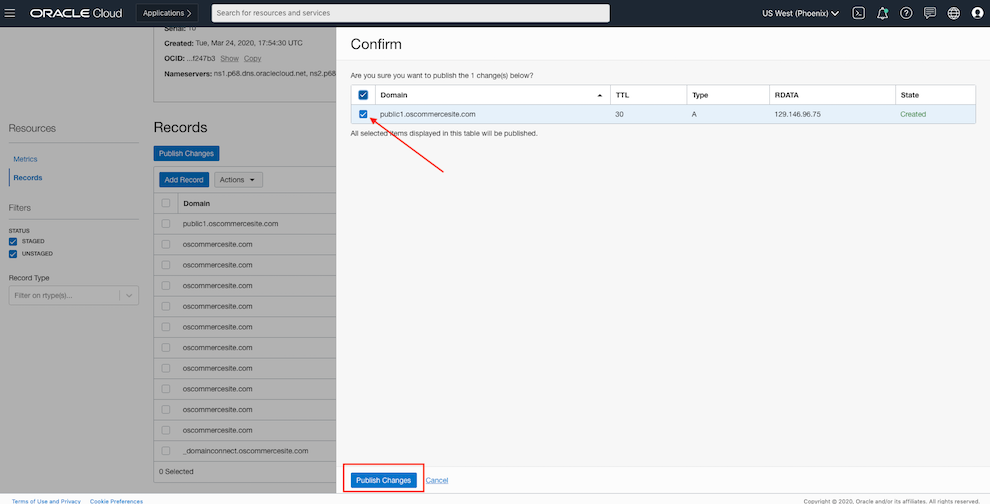 ORACLE Cloud
Applications
Search for resources and services
US West (Phoenix)
Serial: 10
Created: Tue, Mar 24, 2020, 17:54:30 UTC
OCID: ...f247b3 Show Copy
Nameservers: ns1.p68.dns.oraclecloud.net, ns2.p68
Resources
Metrics
Records
Filters
STATUS
STAGED
UNSTAGED
Record Type
Filter on rtype(s)...
Records
Publish Changes
Add Record
Actions
Domain
public1.oscommercesite.com
oscommercesite.com
oscommercesite.com
oscommercesite.com
oscommercesite.com
oscommercesite.com
oscommercesite.com
oscommercesite.com
oscommercesite.com
oscommercesite.com
oscommercesite.com
_domainconnect.oscommercesite.com
0 Selected
Confirm
Are you sure you want to publish the 1 change(s) below?
Domain TTL Type RDATA State
public1.oscommercesite.com 30 A 129.146.96.75 Created
All selected items displayed in this table will be published.
Publish Changes
Cancel
Terms of Use and Privacy Cookie Preferences
Copyright © 2020, Oracle and/or its affiliates. All rights reserved.